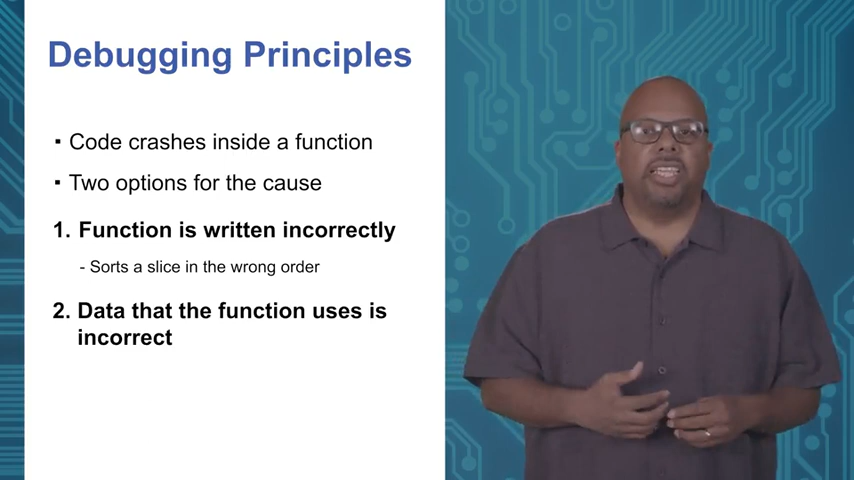 Debugging Principles
▪ Code crashes inside a function
▪ Two options for the cause
1. Function is written incorrectly
- Sorts a slice in the wrong order
2. Data that the function uses is
incorrect